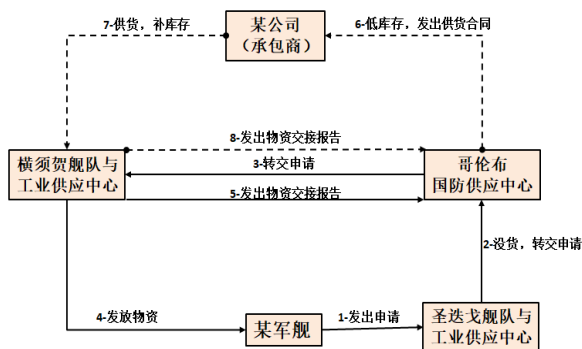 7-供货，补库存
某公司
（承包商）
6-低库存，发出供货合同
8-发出物资交接报告
横须贺舰队与
工业供应中心
3-转交申请
哥伦布
国防供应中心
5-发出物资交接报告
2-没货，转交申请
4-发放物资
某军舰
1-发出申请
圣迭戈舰队与
工业供应中心